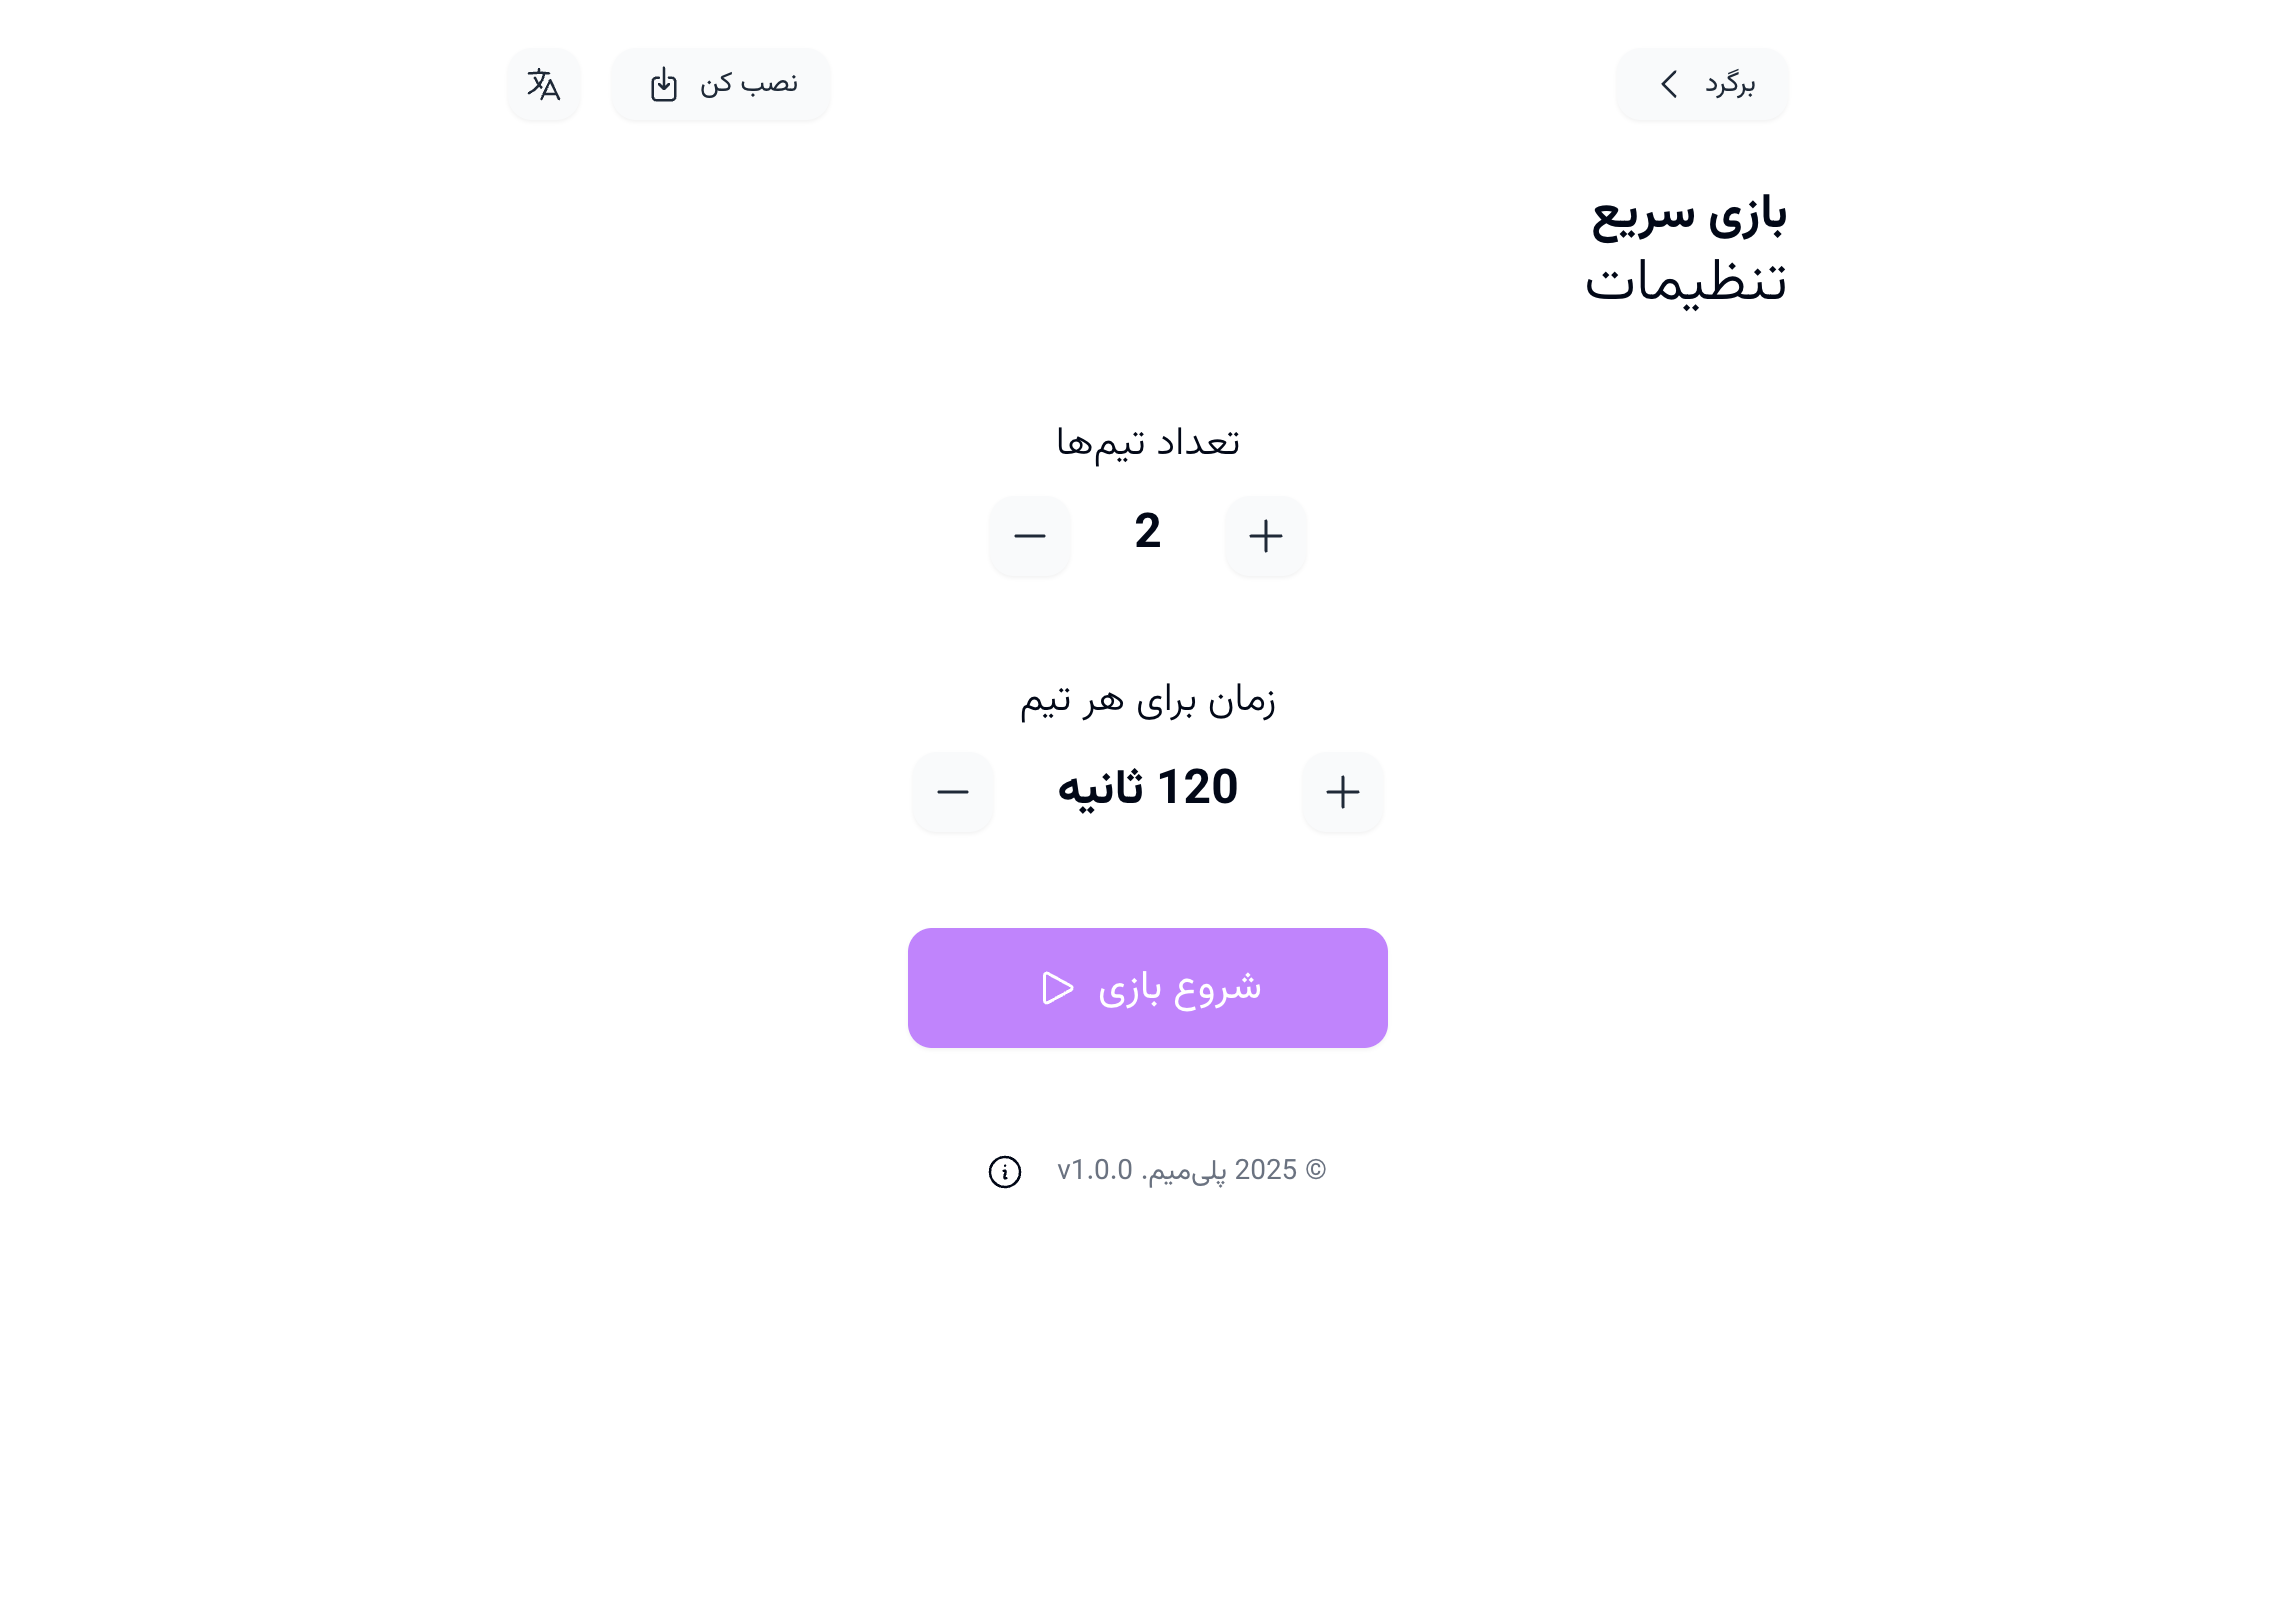 برگرد
نصب کن
بازی سریع
تنظیمات
تعداد تیم‌ها
2
زمان برای هر تیم
120 ثانیه
شروع بازی
© 2025 پلی‌میم. v1.0.0